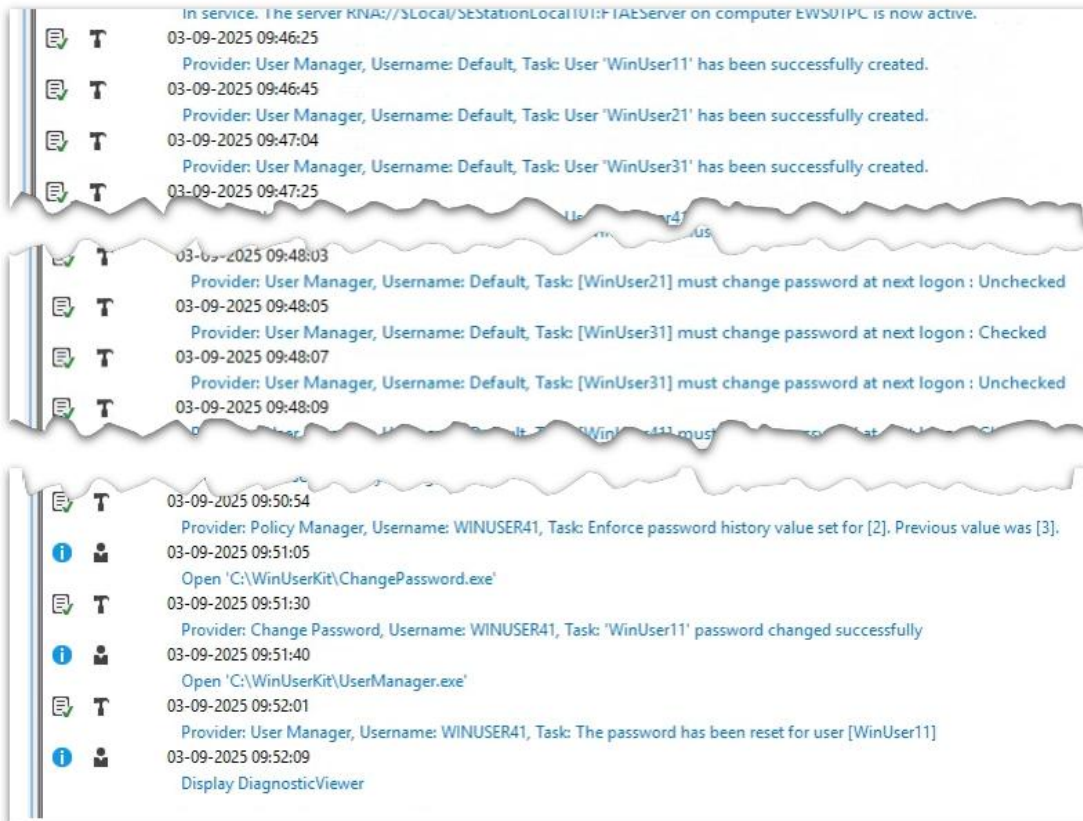 In service. The server RNA://$Local/SEStationLocal101:FTAEServer on computer EWS01PC is now active.
03-09-2025 09:46:25
Provider: User Manager, Username: Default, Task: User 'WinUser11' has been successfully created.
03-09-2025 09:46:45
Provider: User Manager, Username: Default, Task: User 'WinUser21' has been successfully created.
03-09-2025 09:47:04
Provider: User Manager, Username: Default, Task: User 'WinUser31' has been successfully created.
03-09-2025 09:47:25
03-09-2025 09:48:03
Provider: User Manager, Username: Default, Task: [WinUser21] must change password at next logon : Unchecked
03-09-2025 09:48:05
Provider: User Manager, Username: Default, Task: [WinUser31] must change password at next logon : Checked
03-09-2025 09:48:07
Provider: User Manager, Username: Default, Task: [WinUser31] must change password at next logon : Unchecked
03-09-2025 09:48:09
must
03-09-2025 09:50:54
Provider: Policy Manager, Username: WINUSER41, Task: Enforce password history value set for [2]. Previous value was [3].
03-09-2025 09:51:05
Open 'C:\WinUserKit\ChangePassword.exe'
03-09-2025 09:51:30
Provider: Change Password, Username: WINUSER41, Task: 'WinUser11' password changed successfully
03-09-2025 09:51:40
Open 'C:\WinUserKit\UserManager.exe'
03-09-2025 09:52:01
Provider: User Manager, Username: WINUSER41, Task: The password has been reset for user [WinUser11]
03-09-2025 09:52:09
Display DiagnosticViewer